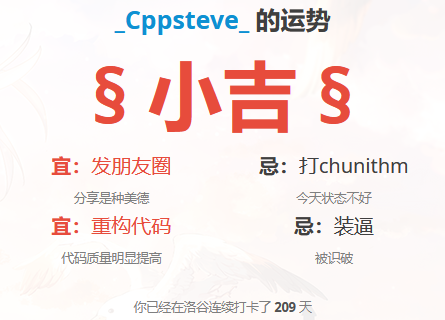 _Cppsteve_ 的运势
§ 小吉 §
宜：发朋友圈 忌：打chunithm
分享是种美德 今天状态不好
宜：重构代码 忌：装逼
代码质量明显提高 被识破
你已经在洛谷连续打卡了 209 天